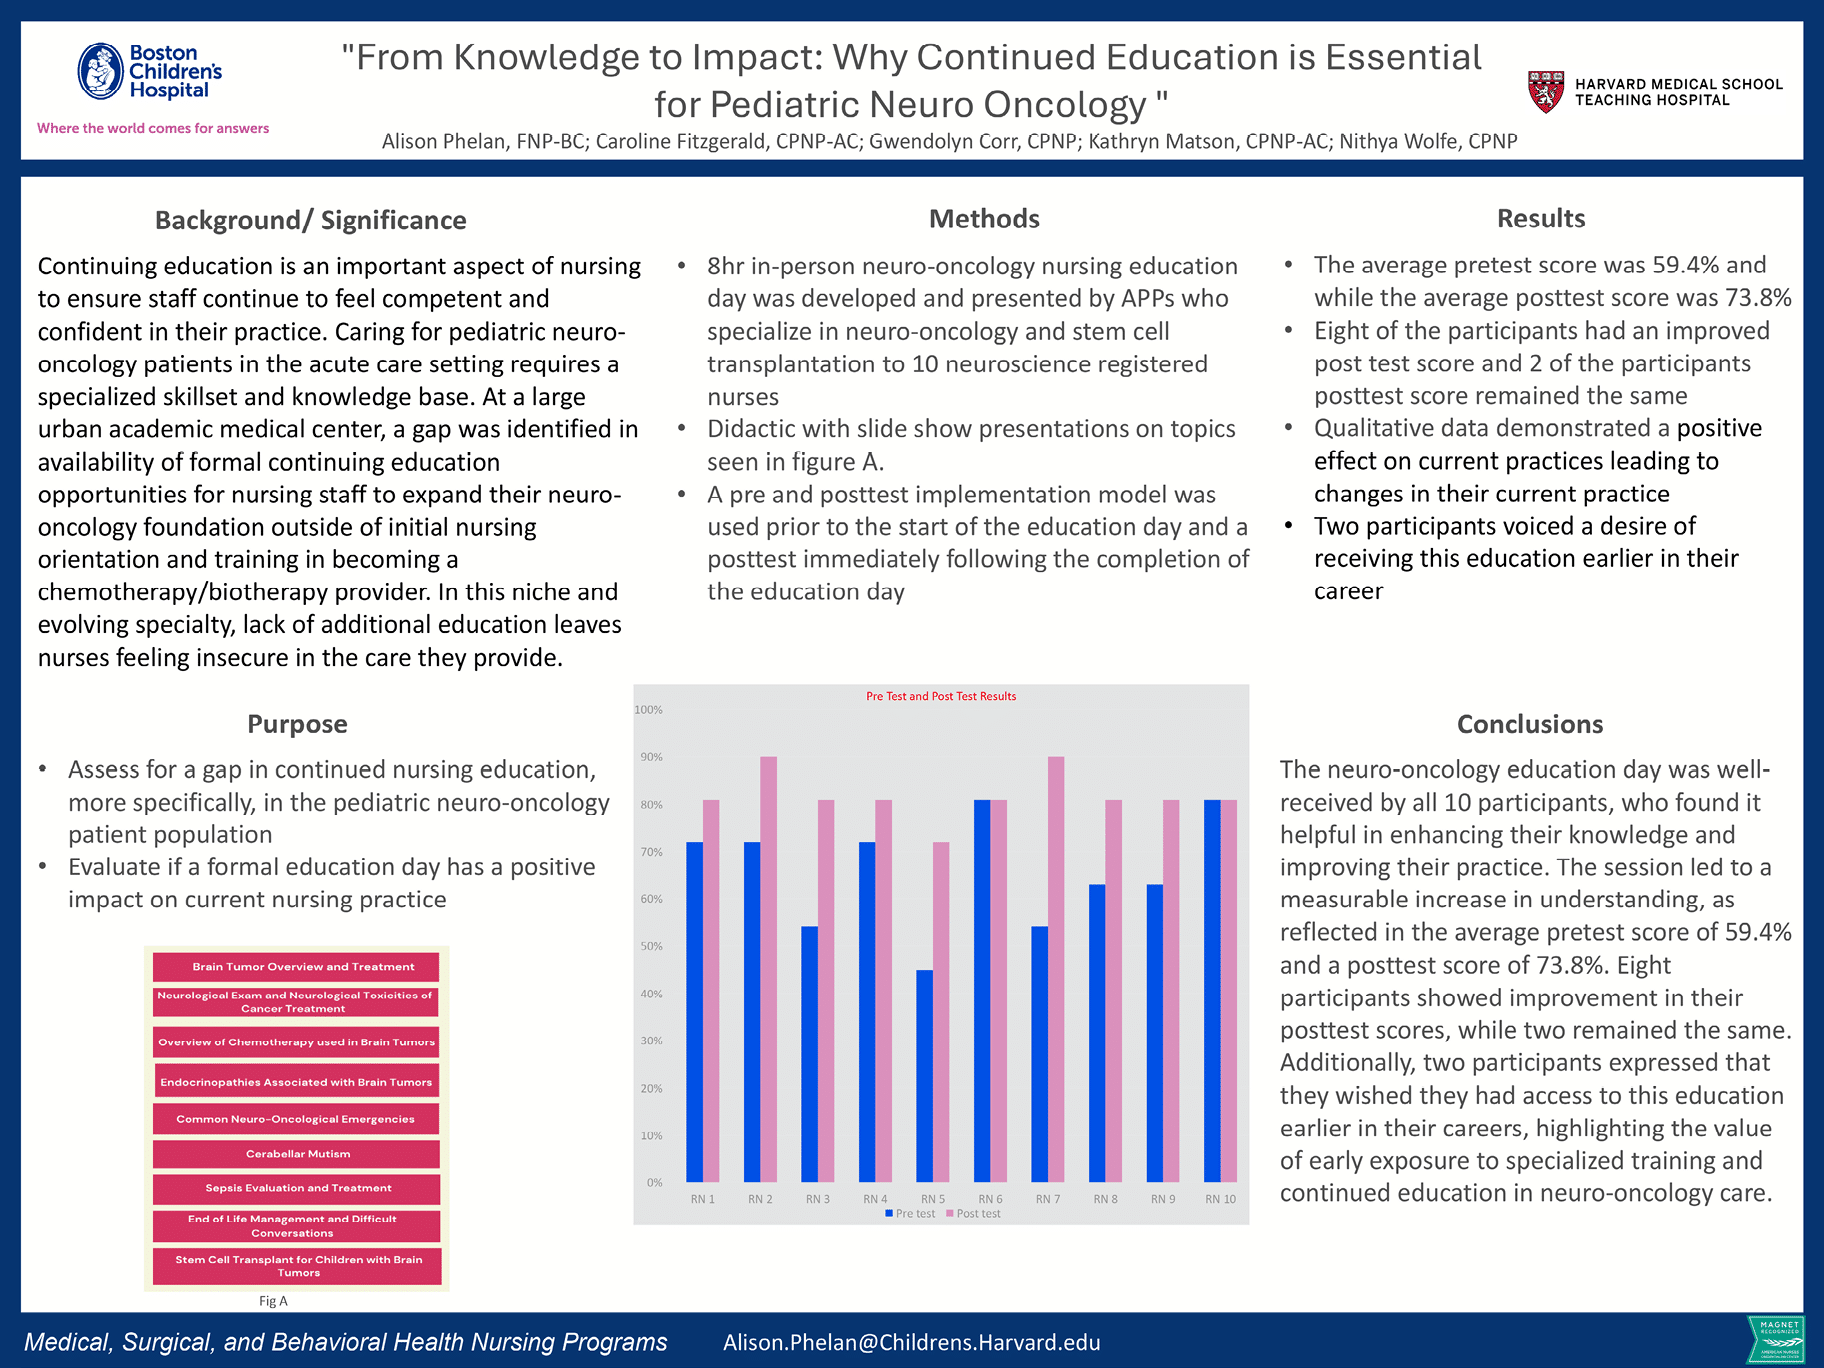 Boston
Children's
Hospital
Where the world comes for answers
"From Knowledge to Impact: Why Continued Education is Essential
for Pediatric Neuro Oncology "
Alison Phelan, FNP-BC; Caroline Fitzgerald, CPNP-AC; Gwendolyn Corr, CPNP; Kathryn Matson, CPNP-AC; Nithya Wolfe, CPNP
HARVARD MEDICAL SCHOOL
TEACHING HOSPITAL
Background/ Significance
Continuing education is an important aspect of nursing
to ensure staff continue to feel competent and
confident in their practice. Caring for pediatric neuro-
oncology patients in the acute care setting requires a
specialized skillset and knowledge base. At a large
urban academic medical center, a gap was identified in
availability of formal continuing education
opportunities for nursing staff to expand their neuro-
oncology foundation outside of initial nursing
orientation and training in becoming a
chemotherapy/biotherapy provider. In this niche and
evolving specialty, lack of additional education leaves
nurses feeling insecure in the care they provide.
Purpose
• Assess for a gap in continued nursing education,
more specifically, in the pediatric neuro-oncology
patient population
• Evaluate if a formal education day has a positive
impact on current nursing practice
Brain Tumor Overview and Treatment
Neurological Exam and Neurological Toxicities of
Cancer Treatment
Overview of Chemotherapy used in Brain Tumors
Endocrinopathies Associated with Brain Tumors
Common Neuro-Oncological Emergencies
Cerabellar Mutism
Sepsis Evaluation and Treatment
End of Life Management and Difficult
Conversations
Stem Cell Transplant for Children with Brain
Tumors
Fig A
Methods
• 8hr in-person neuro-oncology nursing education
day was developed and presented by APPs who
specialize in neuro-oncology and stem cell
transplantation to 10 neuroscience registered
nurses
• Didactic with slide show presentations on topics
seen in figure A.
• A pre and posttest implementation model was
used prior to the start of the education day and a
posttest immediately following the completion of
the education day
Pre Test and Post Test Results
100%
90%
80%
70%
60%
50%
40%
30%
20%
10%
0%
RN 1 RN 2 RN 3 RN 4 RN 5 RN 6 RN 7 RN 8 RN 9 RN 10
Pre test Post test
Results
• The average pretest score was 59.4% and
while the average posttest score was 73.8%
• Eight of the participants had an improved
post test score and 2 of the participants
posttest score remained the same
• Qualitative data demonstrated a positive
effect on current practices leading to
changes in their current practice
• Two participants voiced a desire of
receiving this education earlier in their
career
Conclusions
The neuro-oncology education day was well-
received by all 10 participants, who found it
helpful in enhancing their knowledge and
improving their practice. The session led to a
measurable increase in understanding, as
reflected in the average pretest score of 59.4%
and a posttest score of 73.8%. Eight
participants showed improvement in their
posttest scores, while two remained the same.
Additionally, two participants expressed that
they wished they had access to this education
earlier in their careers, highlighting the value
of early exposure to specialized training and
continued education in neuro-oncology care.
Medical, Surgical, and Behavioral Health Nursing Programs
Alison.Phelan@Childrens.Harvard.edu
MAGNET
RECOGNIZED
AMERICAN NURSES
CREDENTIALING CENTER